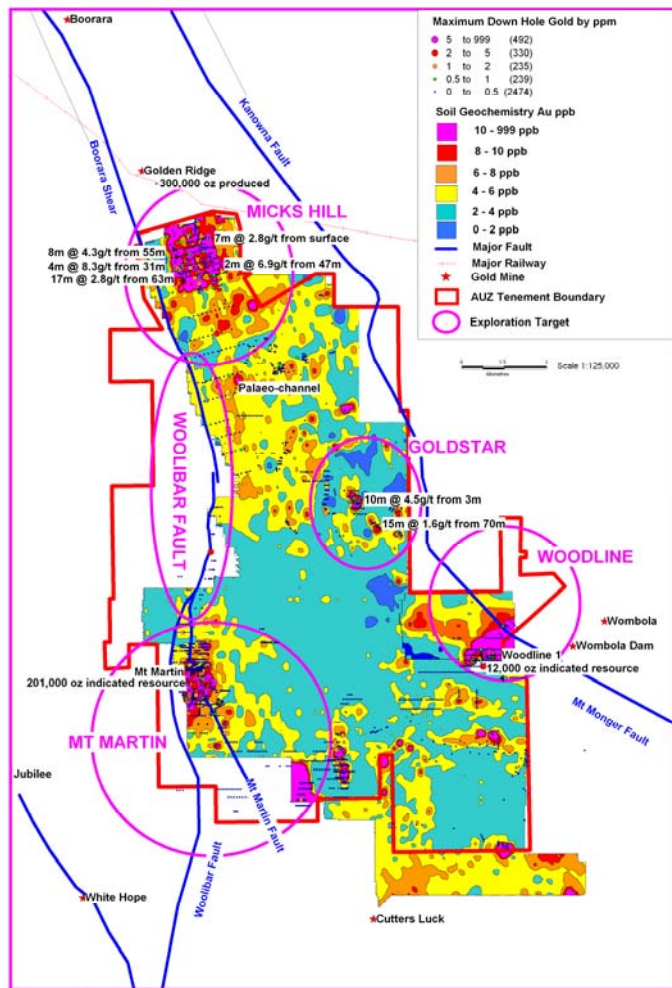 Boorara
Kanowna Fault
Boorara Shear
Golden Ridge
- 300,000 oz produced
MICKS HILL
7m @ 2.8g/t from surface
8m @ 4.3g/t from 55m
4m @ 8.3g/t from 31m
2m @ 6.9g/t from 47m
17m @ 2.8g/t from 63m
Palaeo-channel
WOOLIBAR FAULT
GOLDSTAR
10m @ 4.5g/t from 3m
15m @ 1.6g/t from 70m
WOODLINE
Wombola
Wombola Dam
Woodline 1
12,000 oz indicated resource
Mt Monger Fault
Mt Martin
201,000 oz indicated resource
MT MARTIN
Mt Martin Fault
Jubilee
Woolibar Fault
White Hope
Cutters Luck
Maximum Down Hole Gold by ppm
5 to 999 (492)
2 to 5 (330)
1 to 2 (235)
0.5 to 1 (239)
0 to 0.5 (2474)
Soil Geochemistry Au ppb
10 - 999 ppb
8 - 10 ppb
6 - 8 ppb
4 - 6 ppb
2 - 4 ppb
0 - 2 ppb
Major Fault
Major Railway
Gold Mine
AUZ Tenement Boundary
Exploration Target
Scale 1:125,000